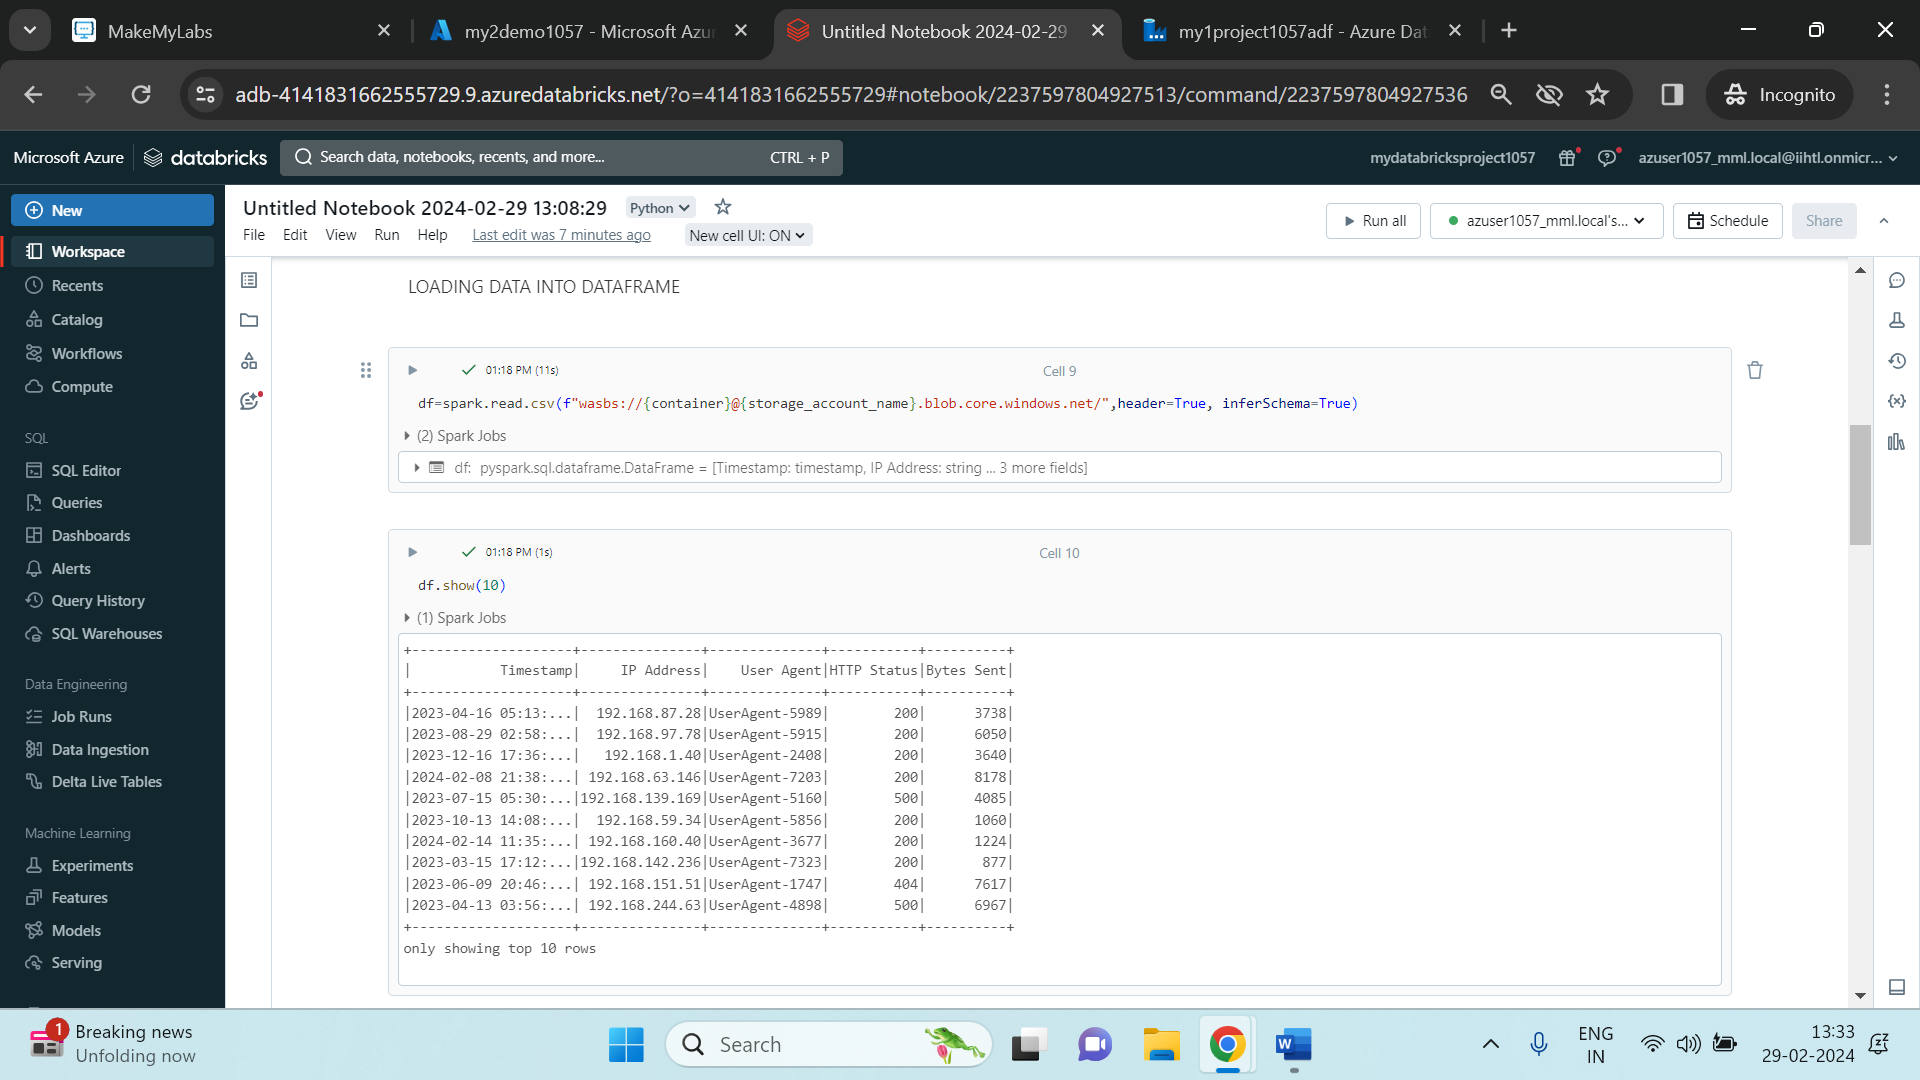 MakeMyLabs
my2demo1057 - Microsoft Azur
Untitled Notebook 2024-02-29
my1project1057adf - Azure Dat
adb-4141831662555729.9.azuredatabricks.net/?o=4141831662555729#notebook/2237597804927513/command/2237597804927536
Incognito
Microsoft Azure
databricks
Search data, notebooks, recents, and more...
CTRL + P
mydatabricksproject1057
azuser1057_mml.local@iihtl.onmicr...
New
Workspace
Recents
Catalog
Workflows
Compute
SQL
SQL Editor
Queries
Dashboards
Alerts
Query History
SQL Warehouses
Data Engineering
Job Runs
Data Ingestion
Delta Live Tables
Machine Learning
Experiments
Features
Models
Serving
Untitled Notebook 2024-02-29 13:08:29
Python
File Edit View Run Help Last edit was 7 minutes ago New cell UI: ON
Run all
azuser1057_mml.local's...
Schedule
Share
LOADING DATA INTO DATAFRAME
01:18 PM (11s)
Cell 9
df=spark.read.csv(f"wasbs://{container}@{storage_account_name}.blob.core.windows.net/",header=True, inferSchema=True)
(2) Spark Jobs
df: pyspark.sql.dataframe.DataFrame = [Timestamp: timestamp, IP Address: string ... 3 more fields]
01:18 PM (1s)
Cell 10
df.show(10)
(1) Spark Jobs
+--------------------+---------------+--------------+-----------+----------+
|           Timestamp|     IP Address|    User Agent|HTTP Status|Bytes Sent|
+--------------------+---------------+--------------+-----------+----------+
|2023-04-16 05:13:...|  192.168.87.28|UserAgent-5989|        200|      3738|
|2023-08-29 02:58:...|  192.168.97.78|UserAgent-5915|        200|      6050|
|2023-12-16 17:36:...|   192.168.1.40|UserAgent-2408|        200|      3640|
|2024-02-08 21:38:...| 192.168.63.146|UserAgent-7203|        200|      8178|
|2023-07-15 05:30:...|192.168.139.169|UserAgent-5160|        500|      4085|
|2023-10-13 14:08:...|  192.168.59.34|UserAgent-5856|        200|      1060|
|2024-02-14 11:35:...| 192.168.160.40|UserAgent-3677|        200|      1224|
|2023-03-15 17:12:...|192.168.142.236|UserAgent-7323|        200|       877|
|2023-06-09 20:46:...| 192.168.151.51|UserAgent-1747|        404|      7617|
|2023-04-13 03:56:...| 192.168.244.63|UserAgent-4898|        500|      6967|
+--------------------+---------------+--------------+-----------+----------+
only showing top 10 rows
1
Breaking news
Unfolding now
Search
W
ENG
IN
13:33
29-02-2024